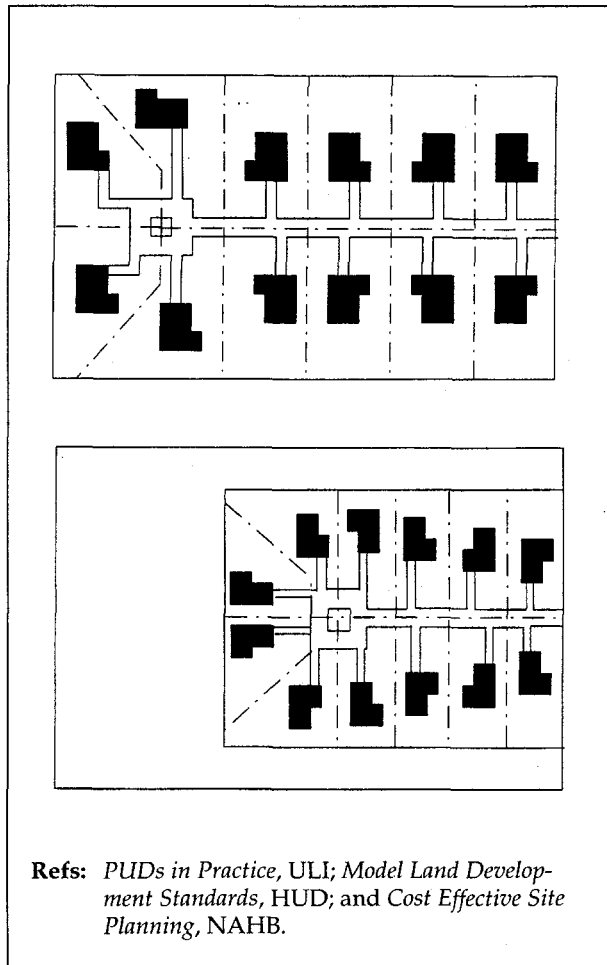 Refs: PUDs in Practice, ULI; Model Land Develop-
ment Standards, HUD; and Cost Effective Site
Planning, NAHB.